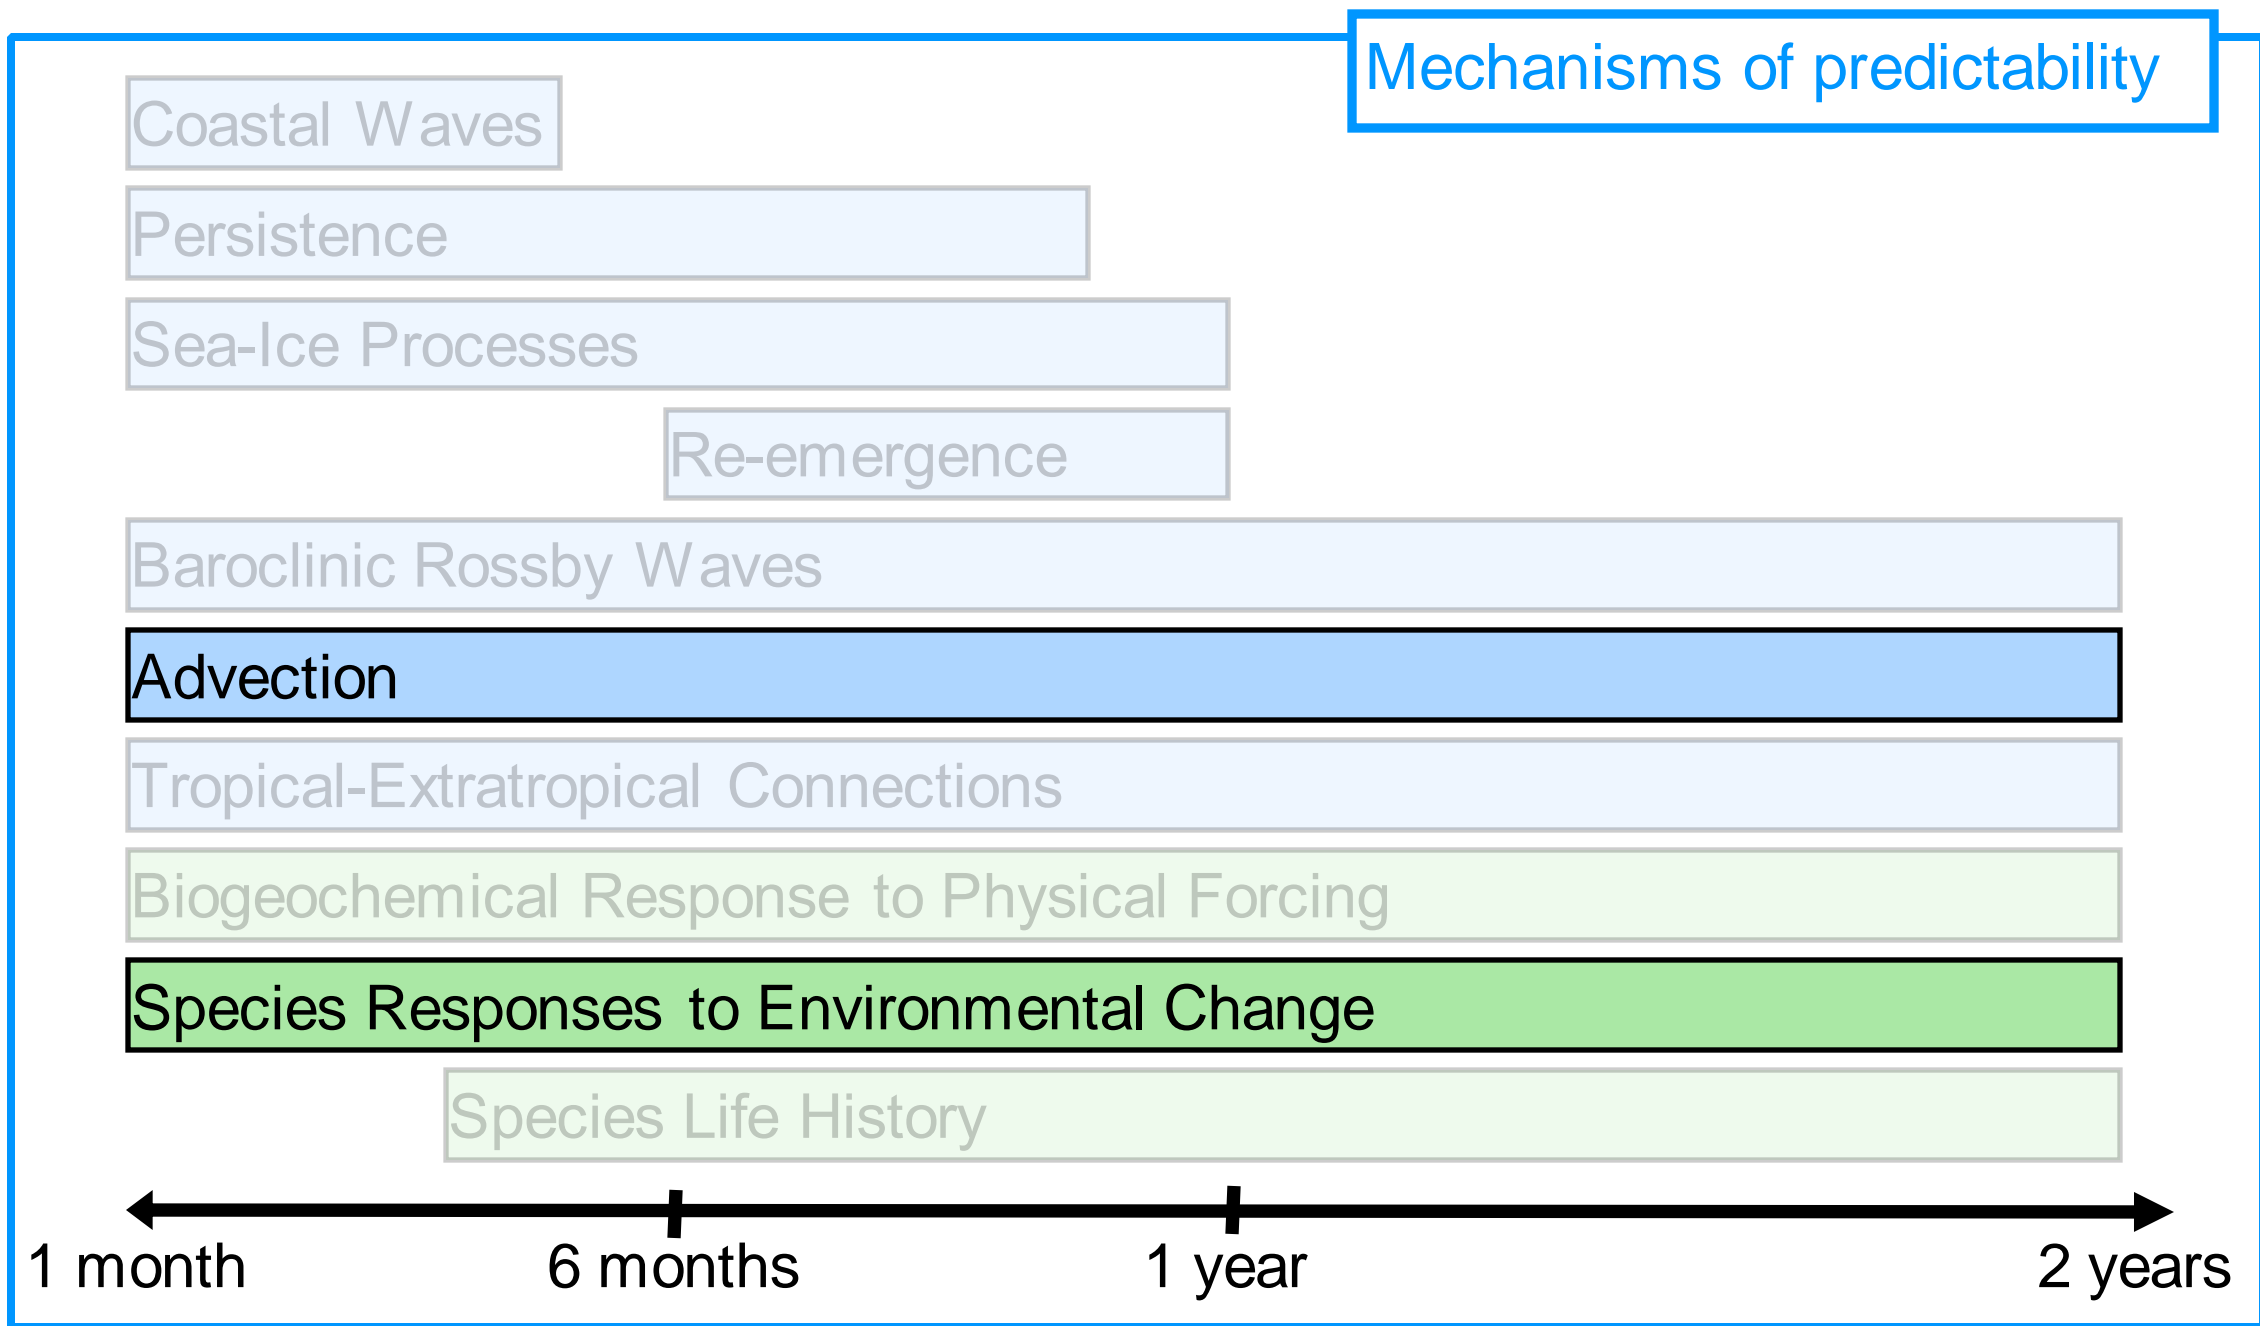 Mechanisms of predictability
Coastal Waves
Persistence
Sea-Ice Processes
Re-emergence
Baroclinic Rossby Waves
Advection
Tropical-Extratropical Connections
Biogeochemical Response to Physical Forcing
Species Responses to Environmental Change
Species Life History
1 month 6 months 1 year 2 years